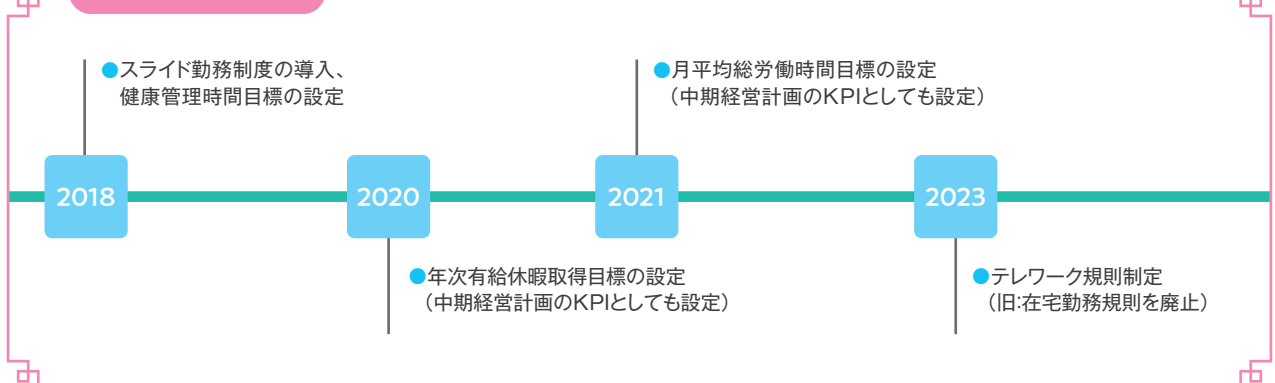 ●スライド勤務制度の導入、
健康管理時間目標の設定
●月平均総労働時間目標の設定
（中期経営計画のKPIとしても設定）
2018
2020
2021
2023
●年次有給休暇取得目標の設定
（中期経営計画のKPIとしても設定）
●テレワーク規則制定
（旧:在宅勤務規則を廃止）